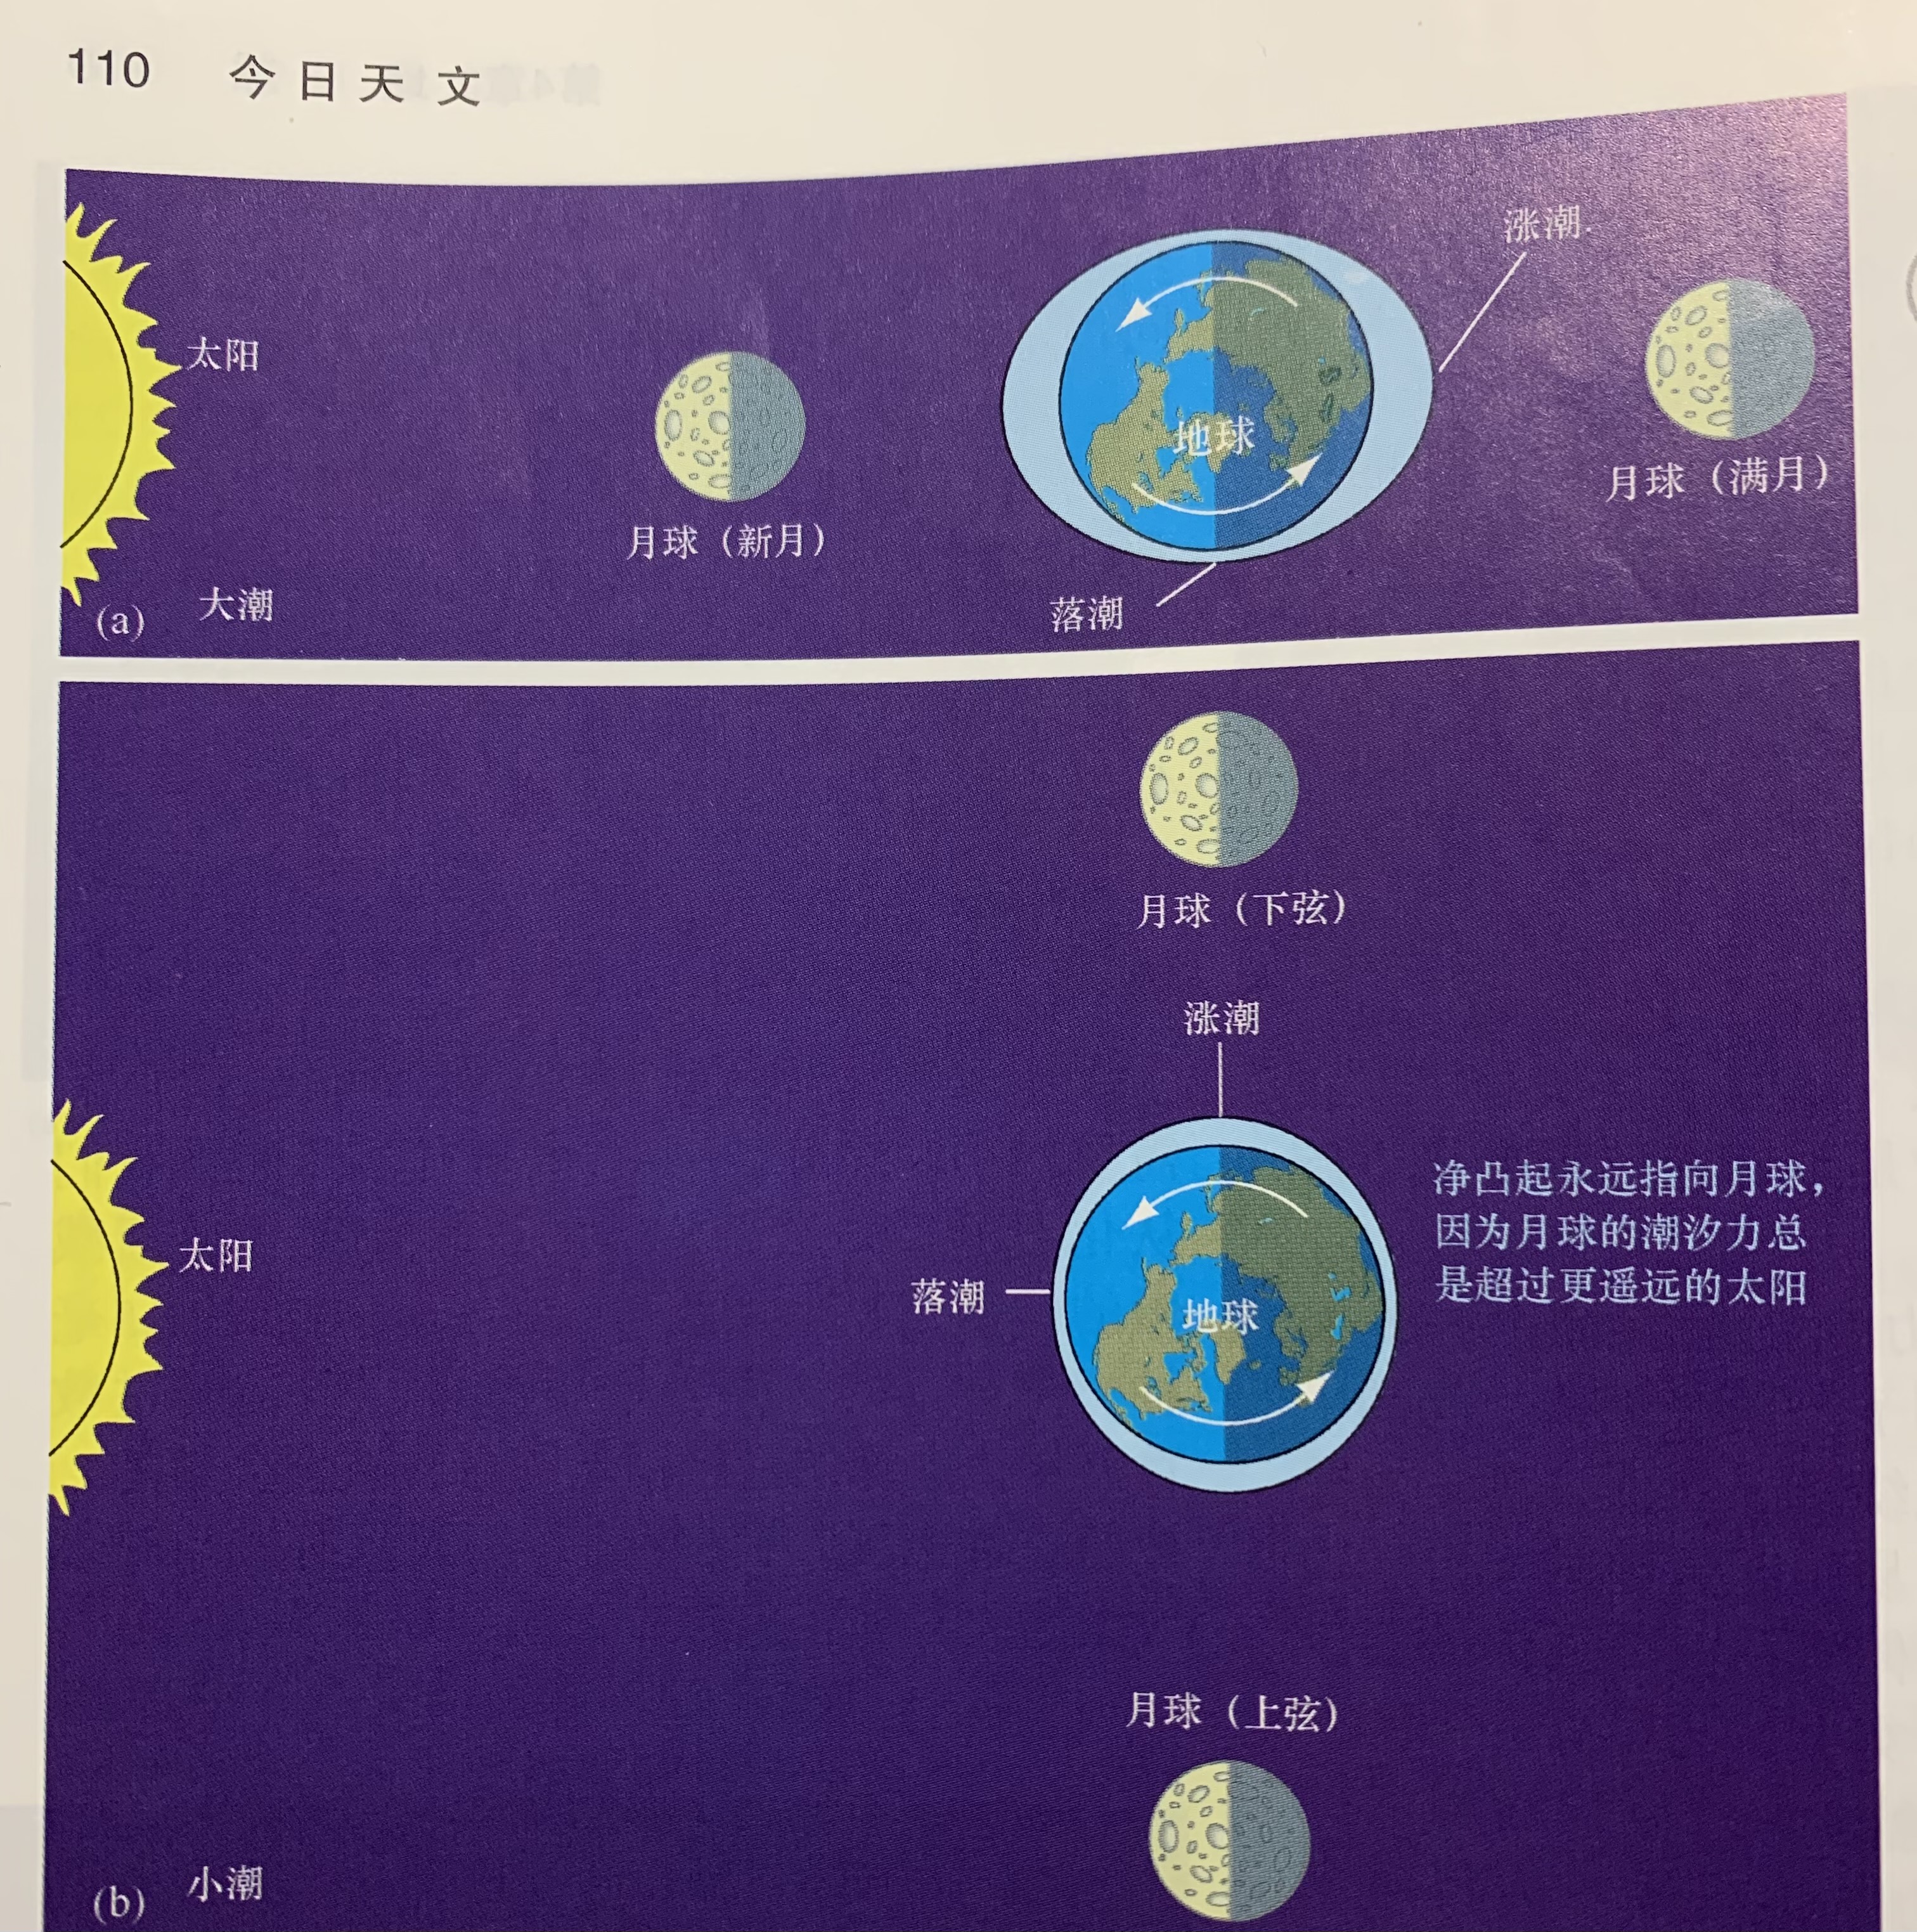 110 今日天文
涨潮
太阳
地球
月球（满月）
月球（新月）
落潮
(a) 大潮
月球（下弦）
涨潮
净凸起永远指向月球，
因为月球的潮汐力总
是超过更遥远的太阳
太阳
落潮
地球
月球（上弦）
(b) 小潮